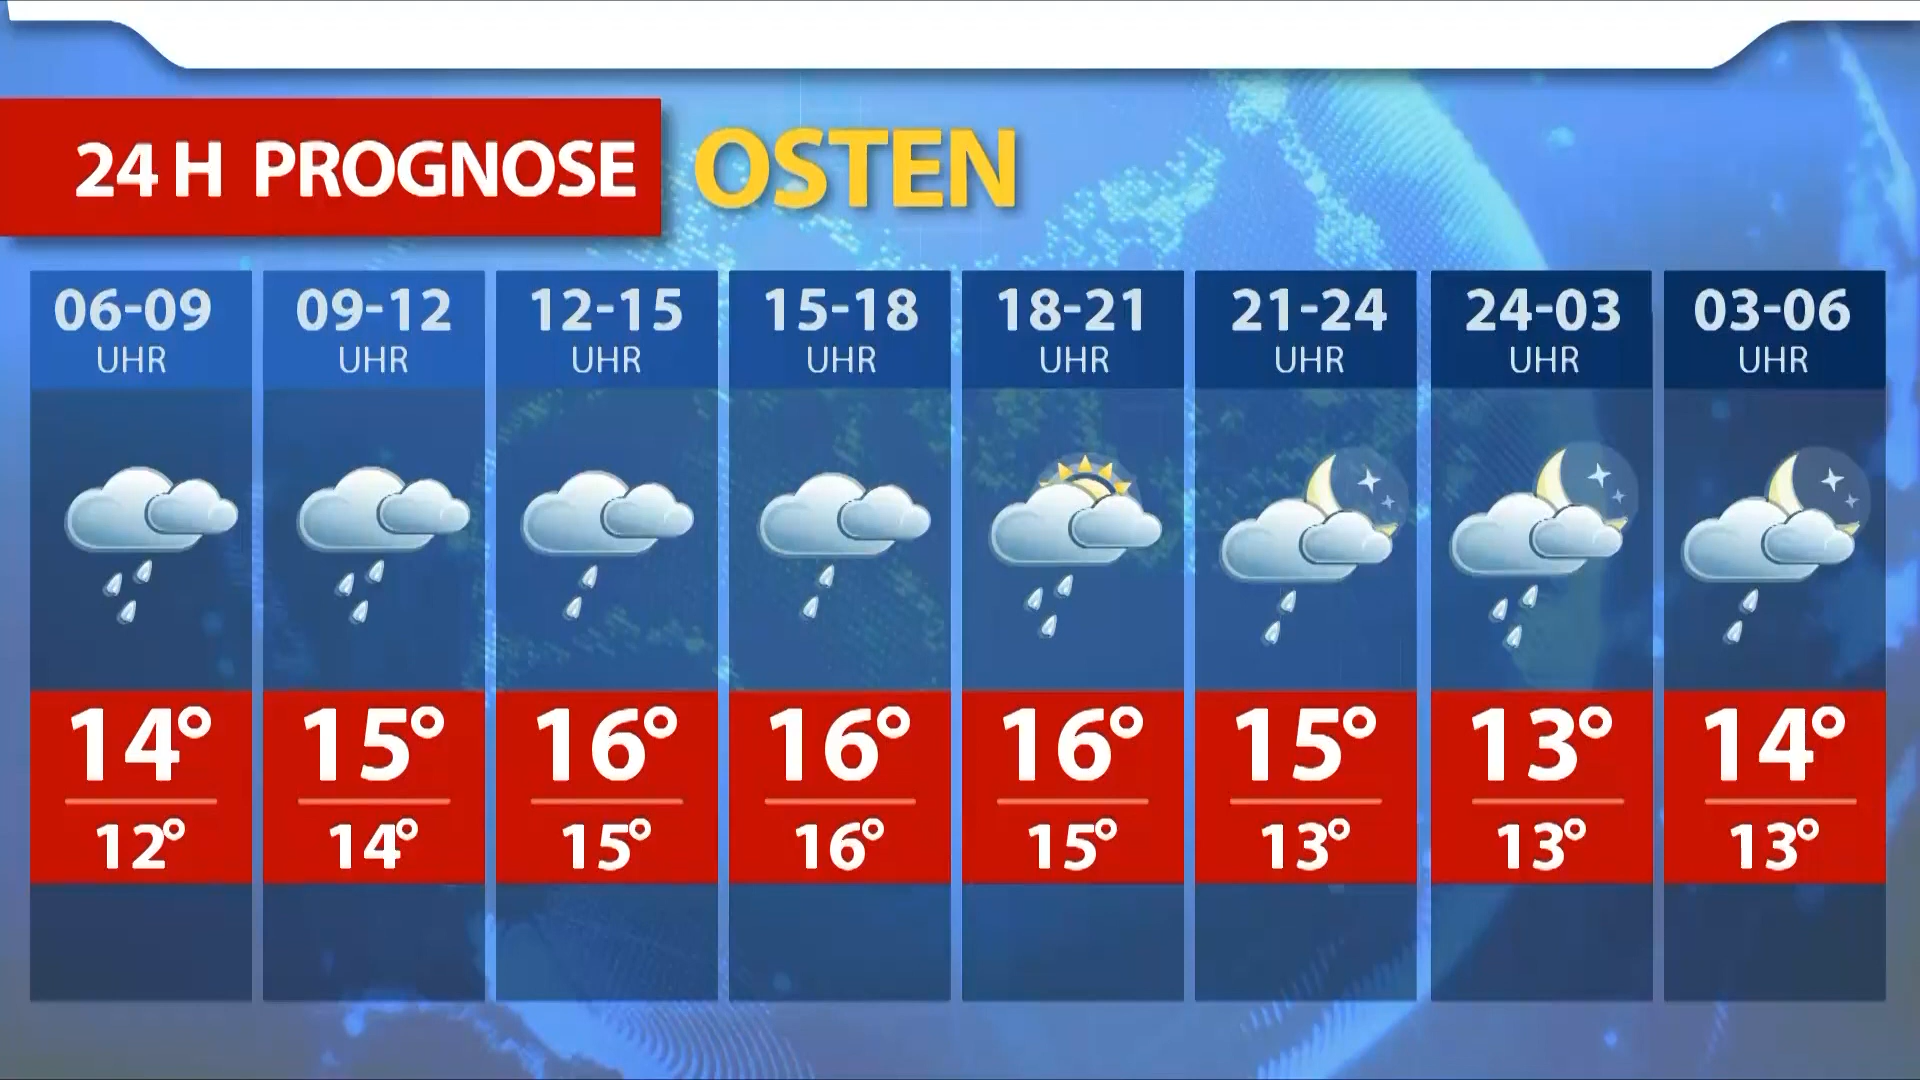 24 H PROGNOSE OSTEN
06-09 09-12 12-15 15-18 18-21 21-24 24-03 03-06
UHR UHR UHR UHR UHR UHR UHR UHR
14° 15° 16° 16° 16° 15° 13° 14°
12° 14° 15° 16° 15° 13° 13° 13°